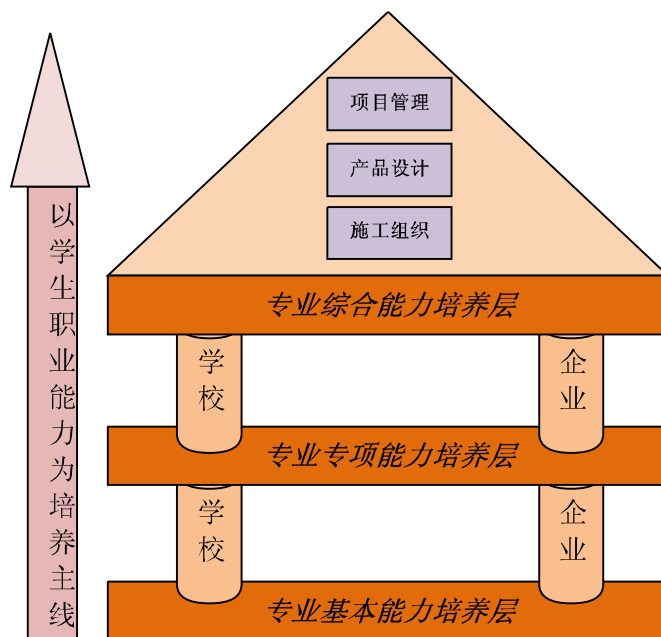 项目管理
产品设计
施工组织
专业综合能力培养层
学校
企业
专业专项能力培养层
学校
企业
专业基本能力培养层
以学生职业能力为培养主线